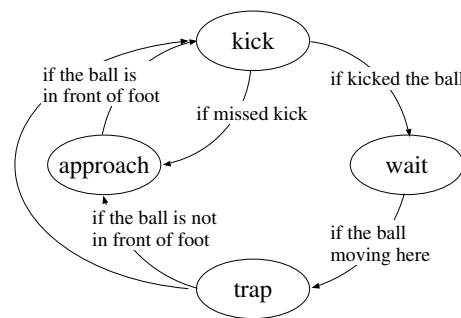 kick
if the ball is
in front of foot
if kicked the ball
if missed kick
approach
wait
if the ball is not
in front of foot
if the ball
moving here
trap